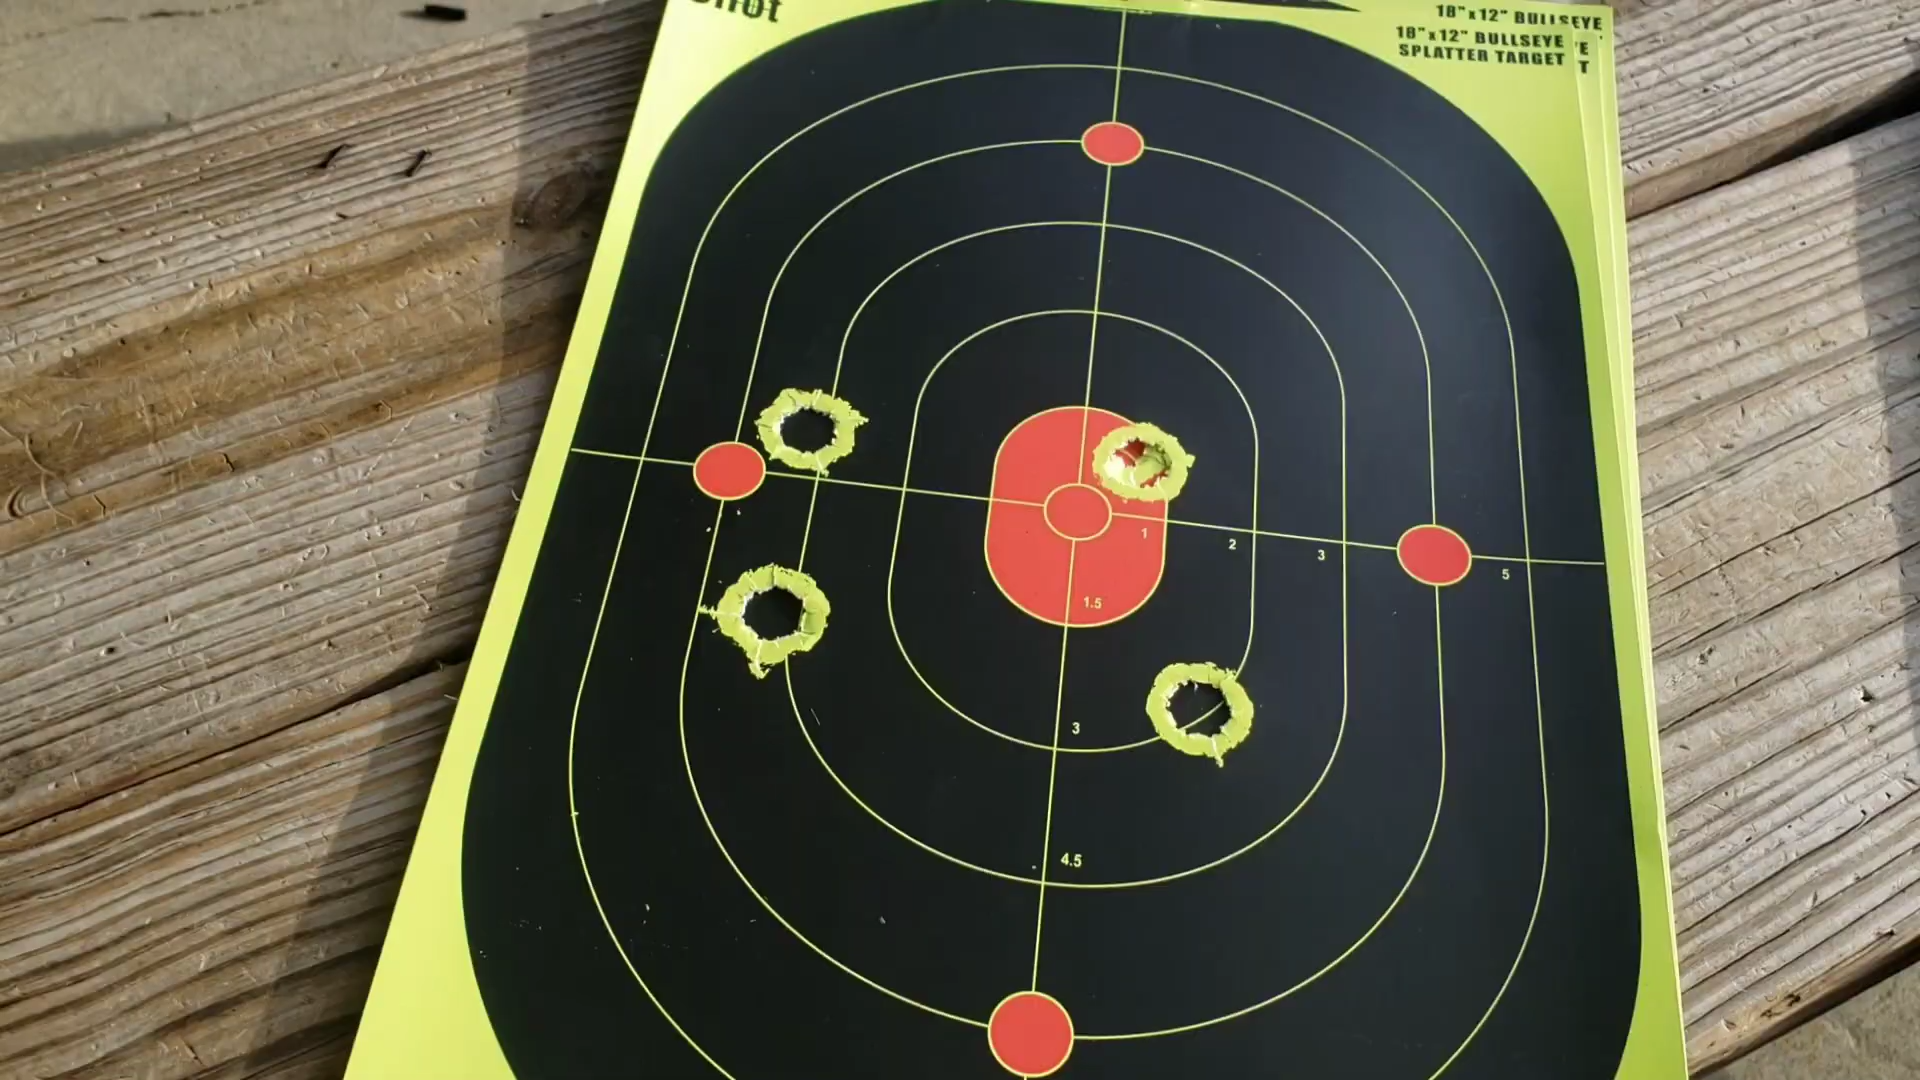 18"x12" BULLSEYE
18"x12" BULLSEYE E
SPLATTER TARGET T
1
2
3
5
1.5
3
4.5